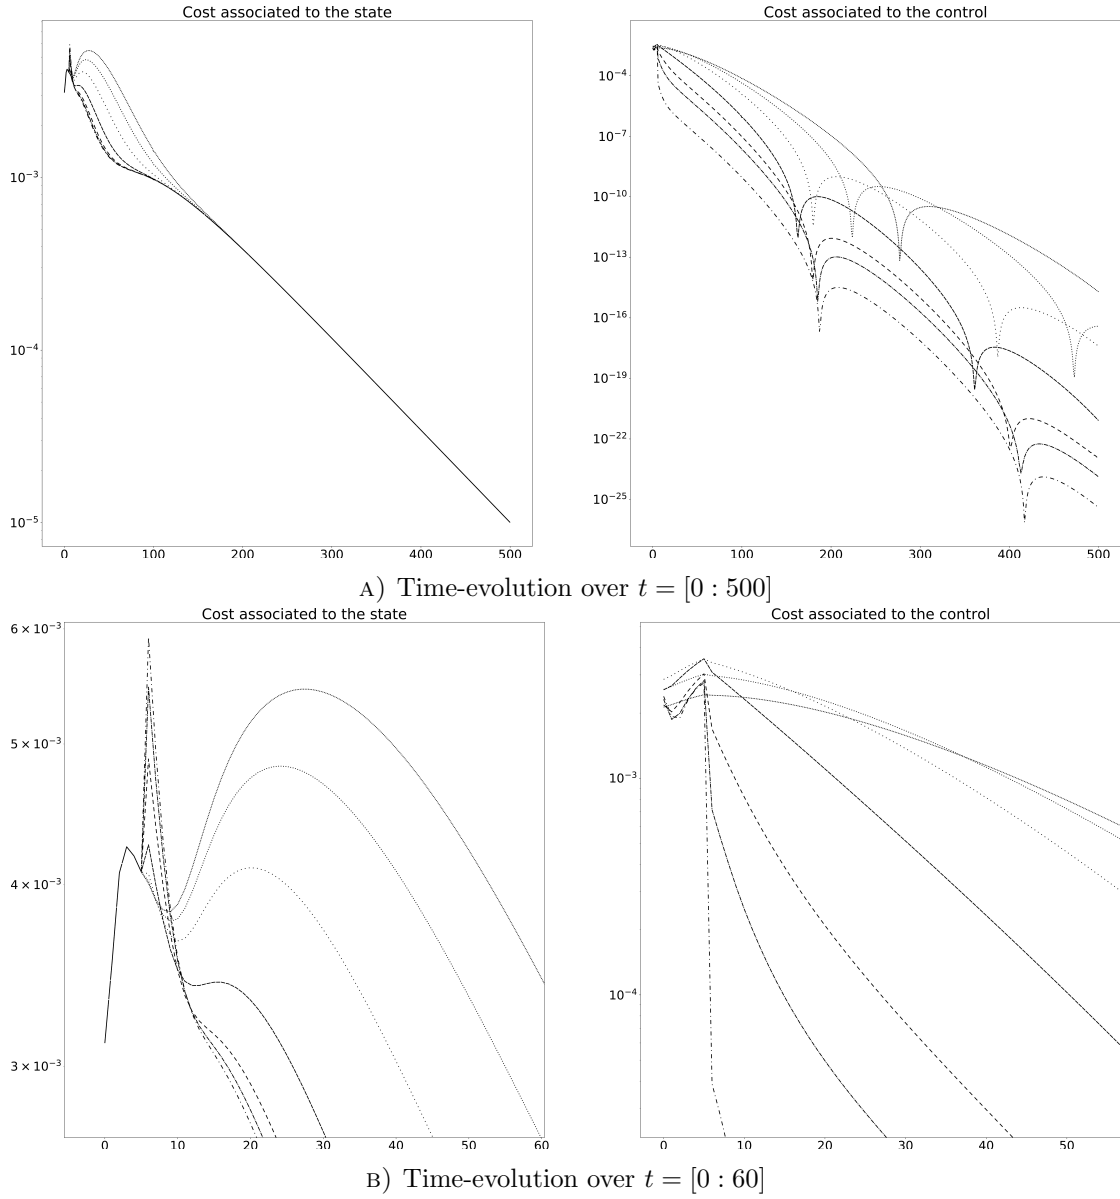 Cost associated to the state
Cost associated to the control
10⁻³
10⁻⁴
10⁻⁵
0 100 200 300 400 500
10⁻⁴
10⁻⁷
10⁻¹⁰
10⁻¹³
10⁻¹⁶
10⁻¹⁹
10⁻²²
10⁻²⁵
0 100 200 300 400 500
A) Time-evolution over t = [0 : 500]
Cost associated to the state
Cost associated to the control
6 × 10⁻³
5 × 10⁻³
4 × 10⁻³
3 × 10⁻³
0 10 20 30 40 50 60
10⁻³
10⁻⁴
0 10 20 30 40 50
B) Time-evolution over t = [0 : 60]